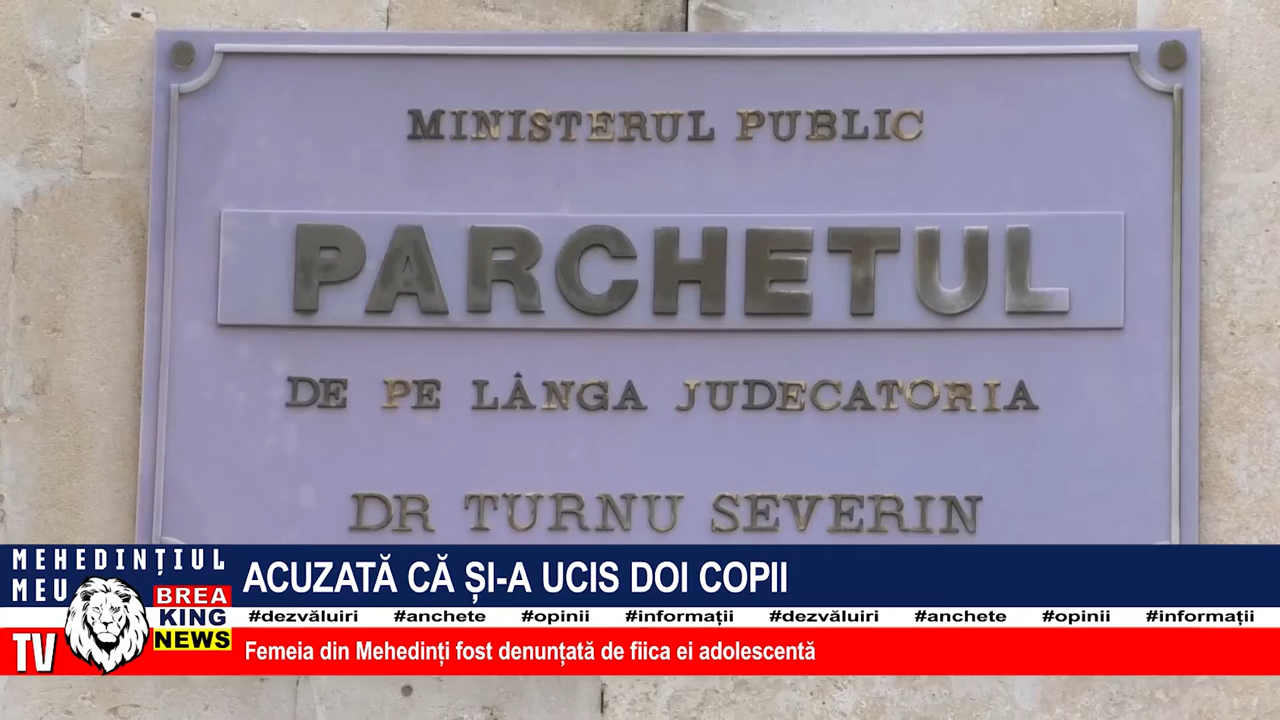 MINISTERUL PUBLIC
PARCHETUL
DE PE LÂNGA JUDECATORIA
DR TURNU SEVERIN
MEHEDINȚIUL
MEU
TV
BREA
KING
NEWS
ACUZATĂ CĂ ȘI-A UCIS DOI COPII
#dezvăluiri #anchete #opinii #informații #dezvăluiri #anchete #opinii #informații
Femeia din Mehedinți fost denunțată de fiica ei adolescentă